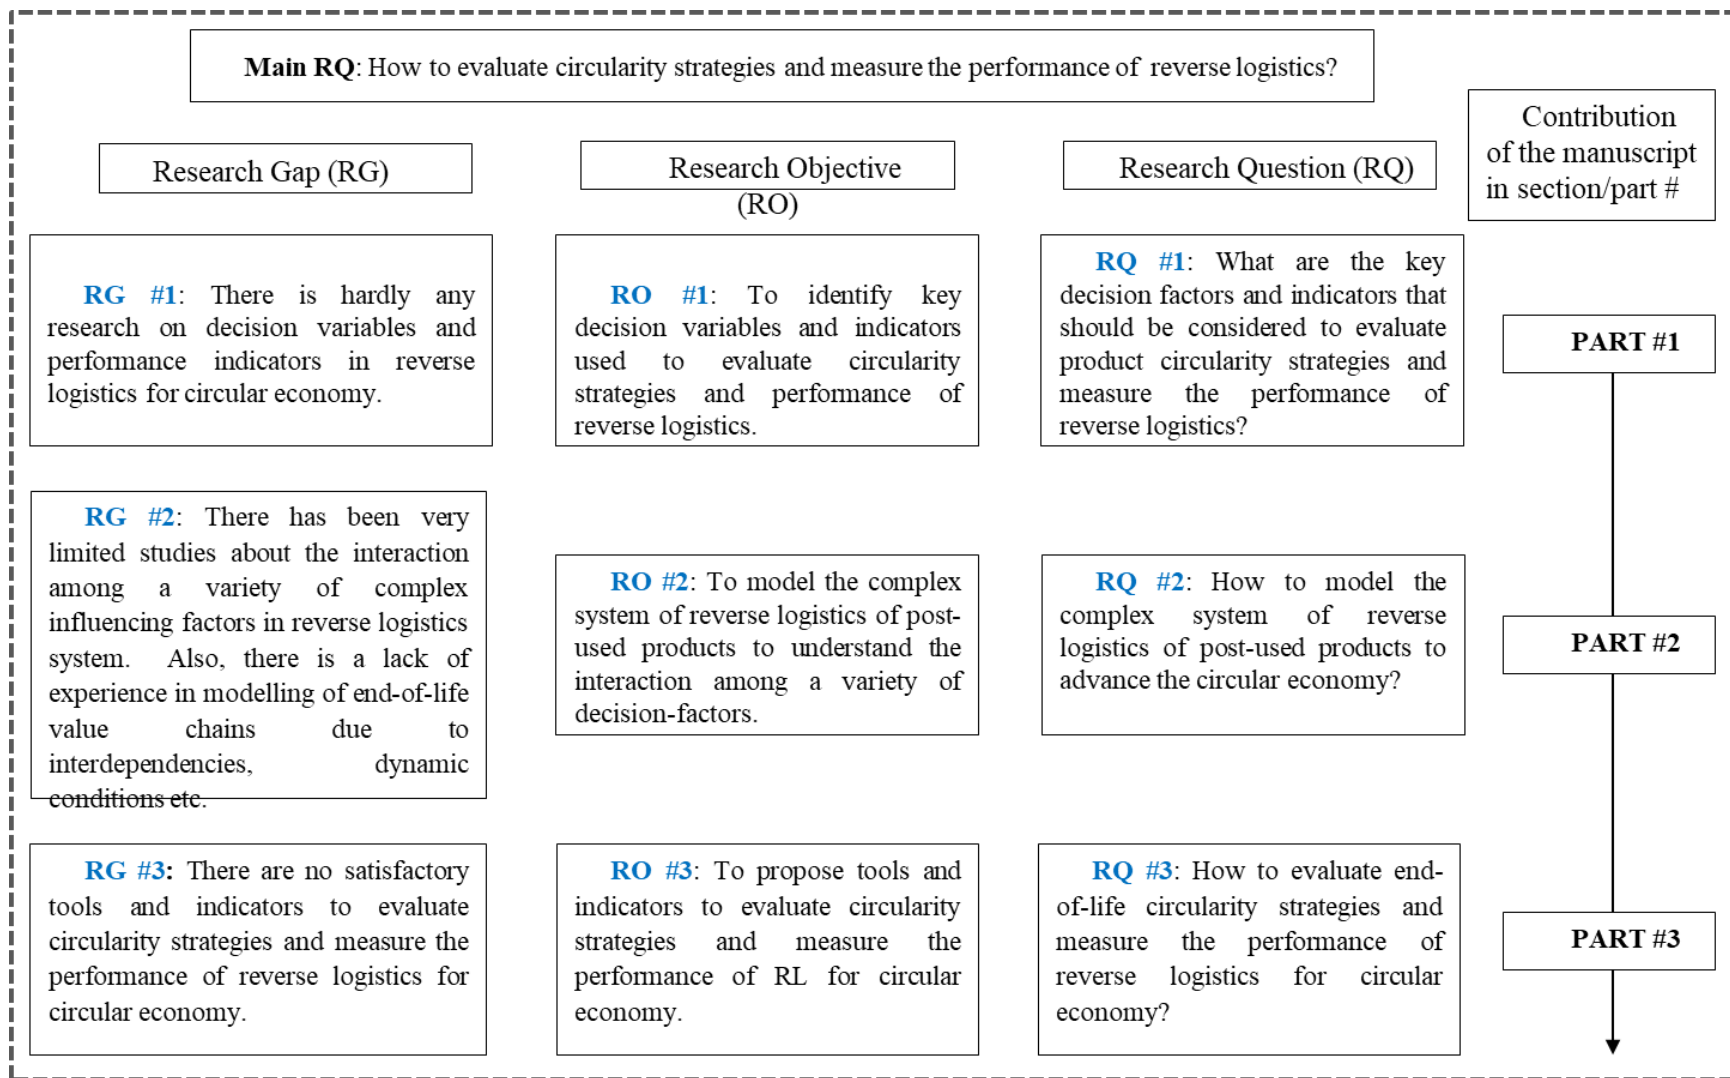 Main RQ: How to evaluate circularity strategies and measure the performance of reverse logistics?
Contribution
of the manuscript
in section/part #
Research Gap (RG)
Research Objective
(RO)
Research Question (RQ)
RG #1: There is hardly any
research on decision variables and
performance indicators in reverse
logistics for circular economy.
RO #1: To identify key
decision variables and indicators
used to evaluate circularity
strategies and performance of
reverse logistics.
RQ #1: What are the key
decision factors and indicators that
should be considered to evaluate
product circularity strategies and
measure the performance of
reverse logistics?
PART #1
RG #2: There has been very
limited studies about the interaction
among a variety of complex
influencing factors in reverse logistics
system. Also, there is a lack of
experience in modelling of end-of-life
value chains due to
interdependencies, dynamic
conditions etc.
RO #2: To model the complex
system of reverse logistics of post-
used products to understand the
interaction among a variety of
decision-factors.
RQ #2: How to model the
complex system of reverse
logistics of post-used products to
advance the circular economy?
PART #2
RG #3: There are no satisfactory
tools and indicators to evaluate
circularity strategies and measure the
performance of reverse logistics for
circular economy.
RO #3: To propose tools and
indicators to evaluate circularity
strategies and measure the
performance of RL for circular
economy.
RQ #3: How to evaluate end-
of-life circularity strategies and
measure the performance of
reverse logistics for circular
economy?
PART #3